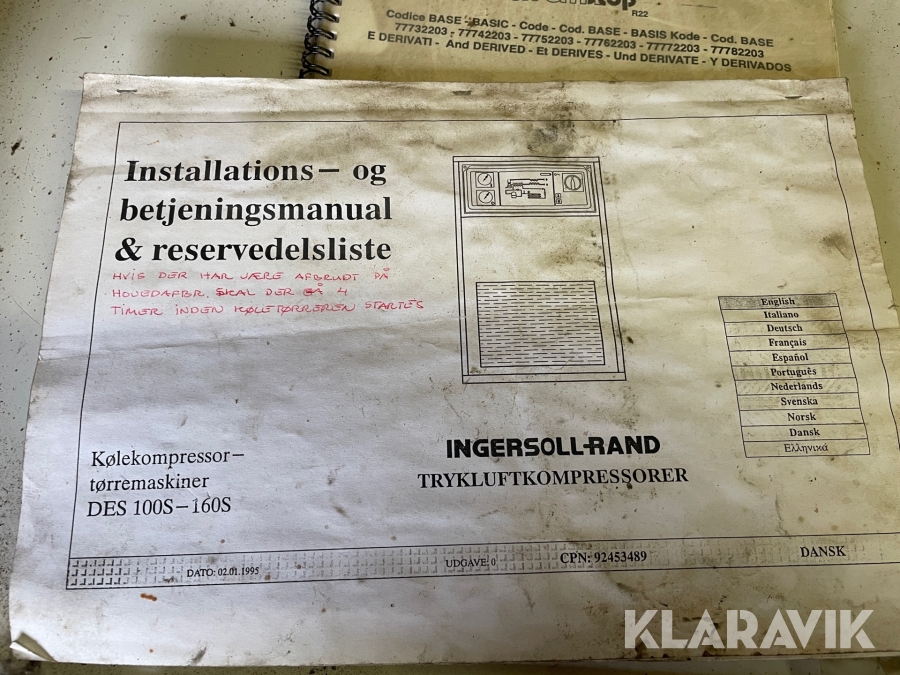 R22
Codice BASE - BASIC - Code - Cod. BASE - BASIS Kode - Cod. BASE
77732203 - 77742203 - 77752203 - 77762203 - 77772203 - 77782203
E DERIVATI - And DERIVED - Et DERIVES - Und DERIVATE - Y DERIVADOS
Installations- og
betjeningsmanual
& reservedelsliste
HVIS DER HAR VÆRE AFBRUDT PÅ
HOVEDAFBR. SKAL DER GÅ 4
TIMER INDEN KØLETØRREREN STARTES
English
Italiano
Deutsch
Français
Español
Português
Nederlands
Svenska
Norsk
Dansk
Ελληνικά
Kølekompressor-
tørremaskiner
DES 100S-160S
INGERSOLL-RAND
TRYKLUFTKOMPRESSORER
DATO: 02.01.1995
UDGAVE: 0
CPN: 92453489
DANSK
KLARAVIK